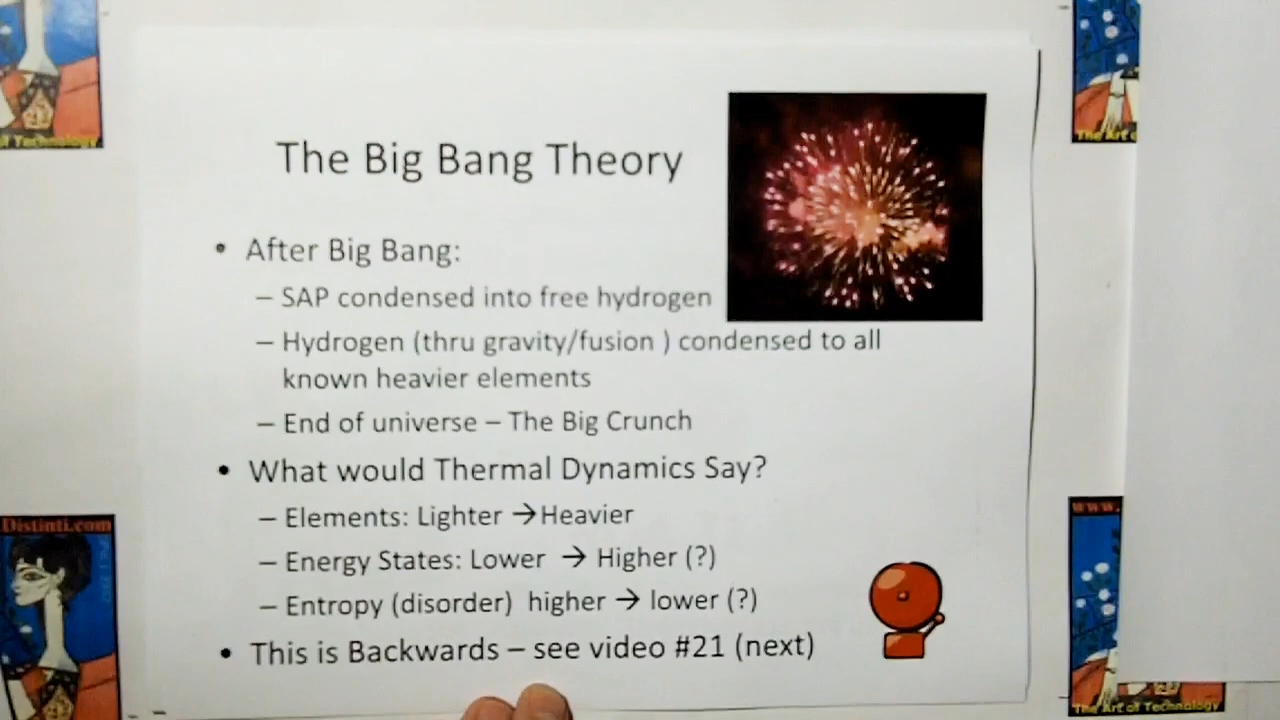 f Technology
The Art o
The Big Bang Theory
• After Big Bang:
– SAP condensed into free hydrogen
– Hydrogen (thru gravity/fusion ) condensed to all
known heavier elements
– End of universe – The Big Crunch
• What would Thermal Dynamics Say?
– Elements: Lighter →Heavier
– Energy States: Lower → Higher (?)
– Entropy (disorder) higher → lower (?)
• This is Backwards – see video #21 (next)
Distinti.com
www.
The Art of Technology